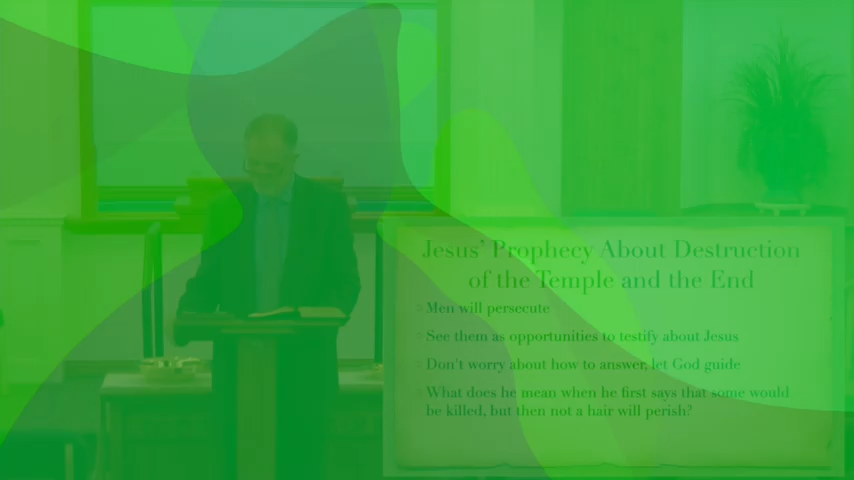 Jesus' Prophecy About Destruction
of the Temple and the End
Men will persecute
See them as opportunities to testify about Jesus
Don't worry about how to answer, let God guide
What does he mean when he first says that some would
be killed, but then not a hair will perish?